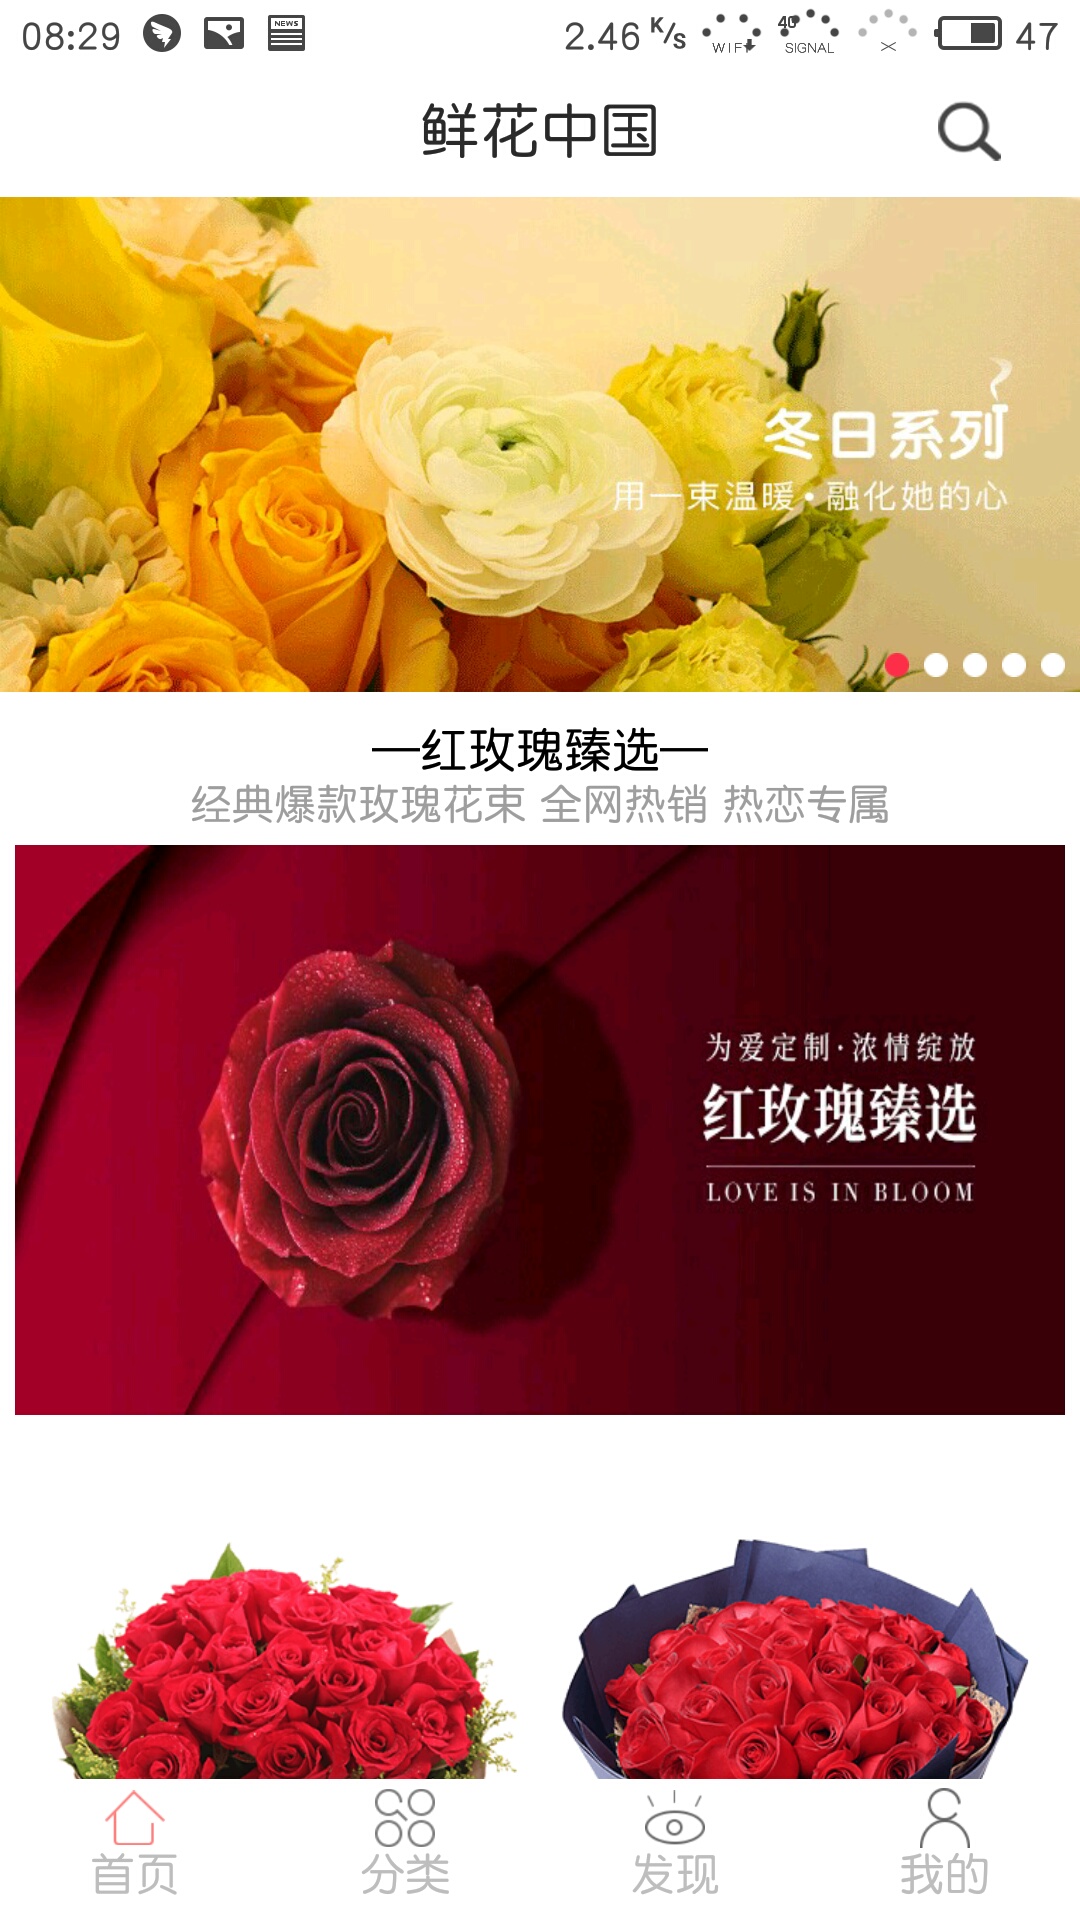 08:29
NEWS
2.46 K/s
WIFI
4G
SIGNAL
47
鲜花中国
冬日系列
用一束温暖•融化她的心
—红玫瑰臻选—
经典爆款玫瑰花束 全网热销 热恋专属
为爱定制·浓情绽放
红玫瑰臻选
LOVE IS IN BLOOM
首页 分类 发现 我的